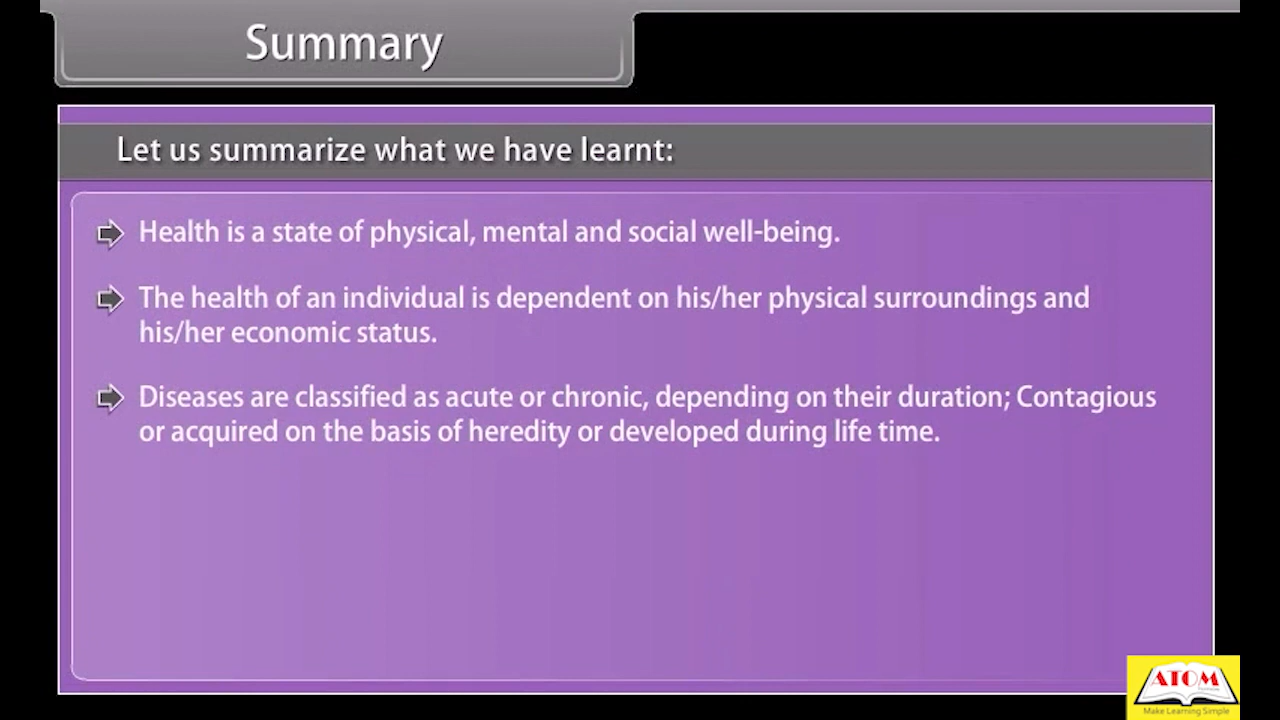 Summary
Let us summarize what we have learnt:
Health is a state of physical, mental and social well-being.
The health of an individual is dependent on his/her physical surroundings and
his/her economic status.
Diseases are classified as acute or chronic, depending on their duration; Contagious
or acquired on the basis of heredity or developed during life time.
ATOM
Make Learning Simple